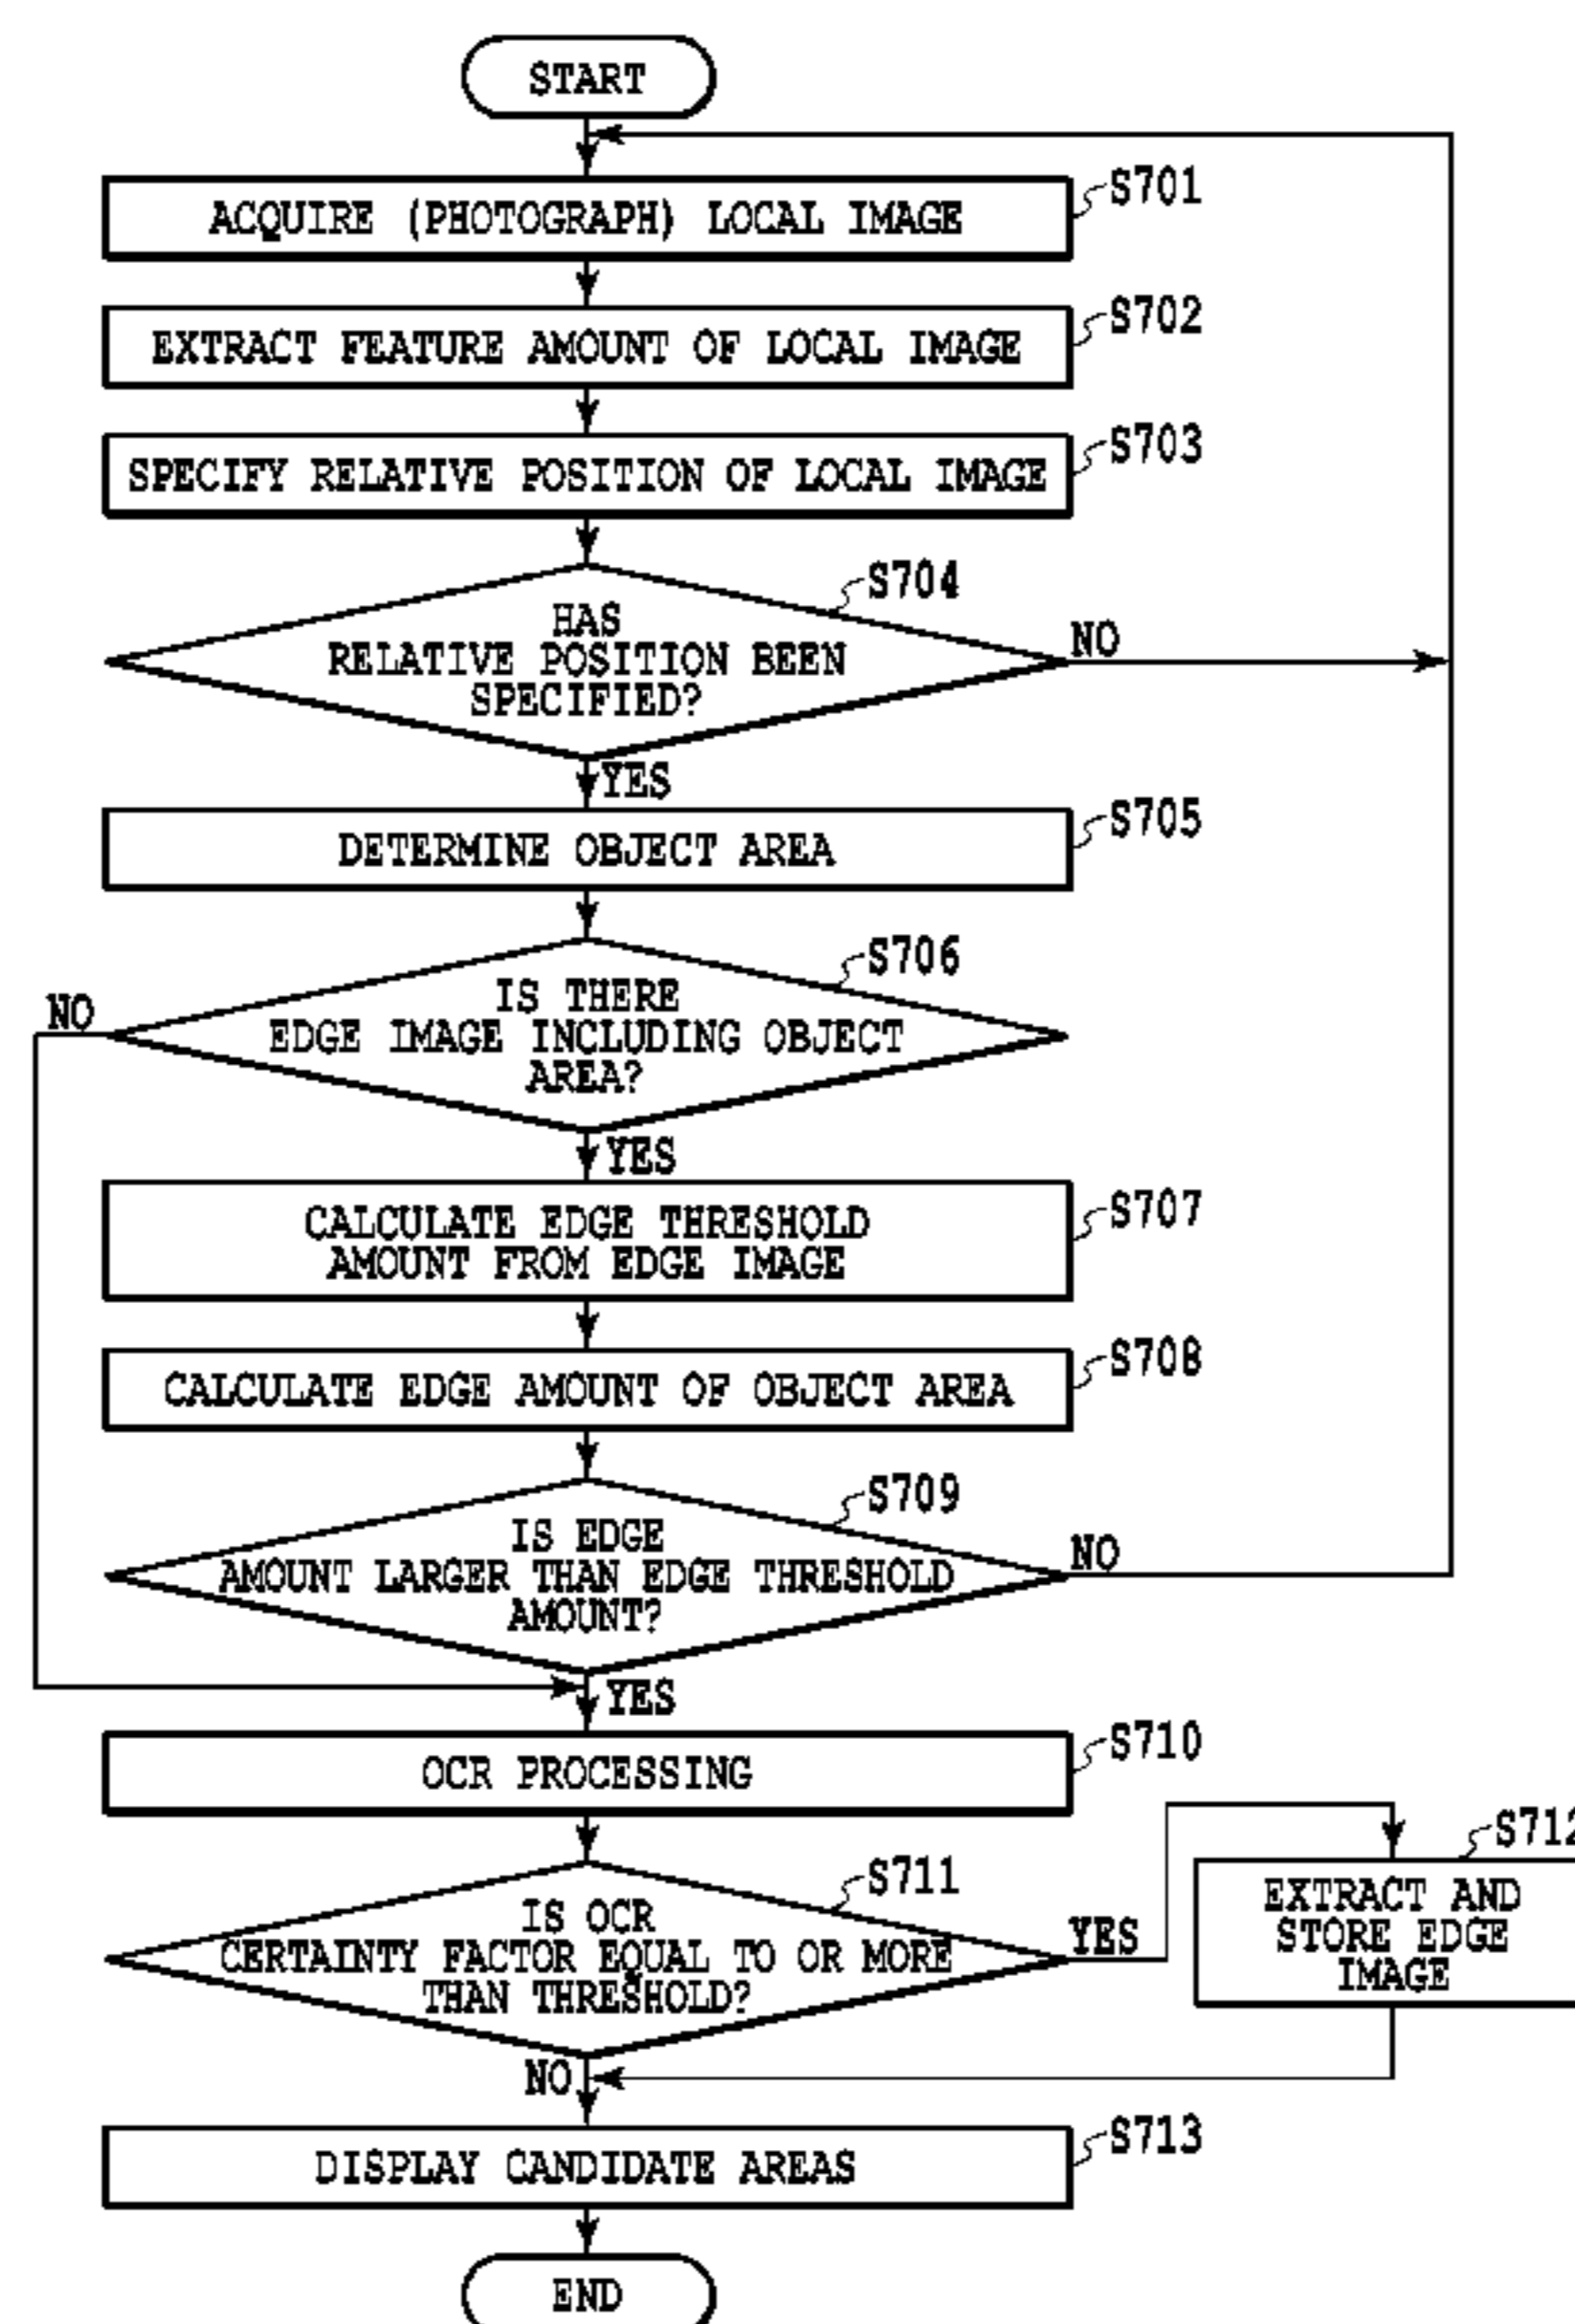 START
ACQUIRE (PHOTOGRAPH) LOCAL IMAGE
S701
EXTRACT FEATURE AMOUNT OF LOCAL IMAGE
S702
SPECIFY RELATIVE POSITION OF LOCAL IMAGE
S703
S704
HAS
RELATIVE POSITION BEEN
SPECIFIED?
NO
YES
DETERMINE OBJECT AREA
S705
S706
IS THERE
EDGE IMAGE INCLUDING OBJECT
AREA?
NO
YES
CALCULATE EDGE THRESHOLD
AMOUNT FROM EDGE IMAGE
S707
CALCULATE EDGE AMOUNT OF OBJECT AREA
S708
S709
IS EDGE
AMOUNT LARGER THAN EDGE THRESHOLD
AMOUNT?
NO
YES
OCR PROCESSING
S710
S711
IS OCR
CERTAINTY FACTOR EQUAL TO OR MORE
THAN THRESHOLD?
YES
S712
EXTRACT AND
STORE EDGE
IMAGE
NO
DISPLAY CANDIDATE AREAS
S713
END